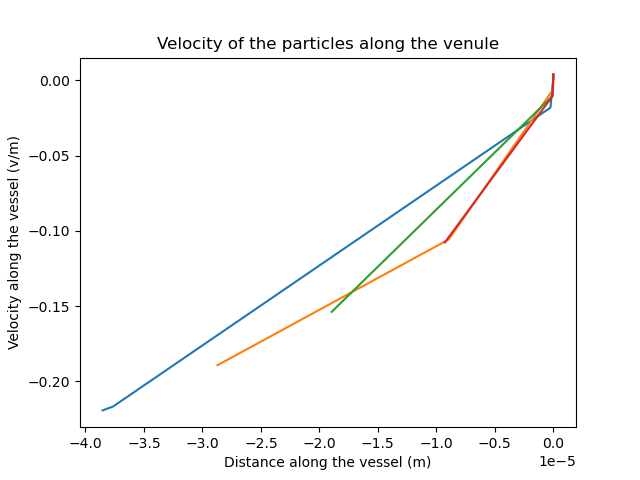 Velocity of the particles along the venule
Velocity along the vessel (v/m)
0.00
−0.05
−0.10
−0.15
−0.20
−4.0 −3.5 −3.0 −2.5 −2.0 −1.5 −1.0 −0.5 0.0
1e−5
Distance along the vessel (m)